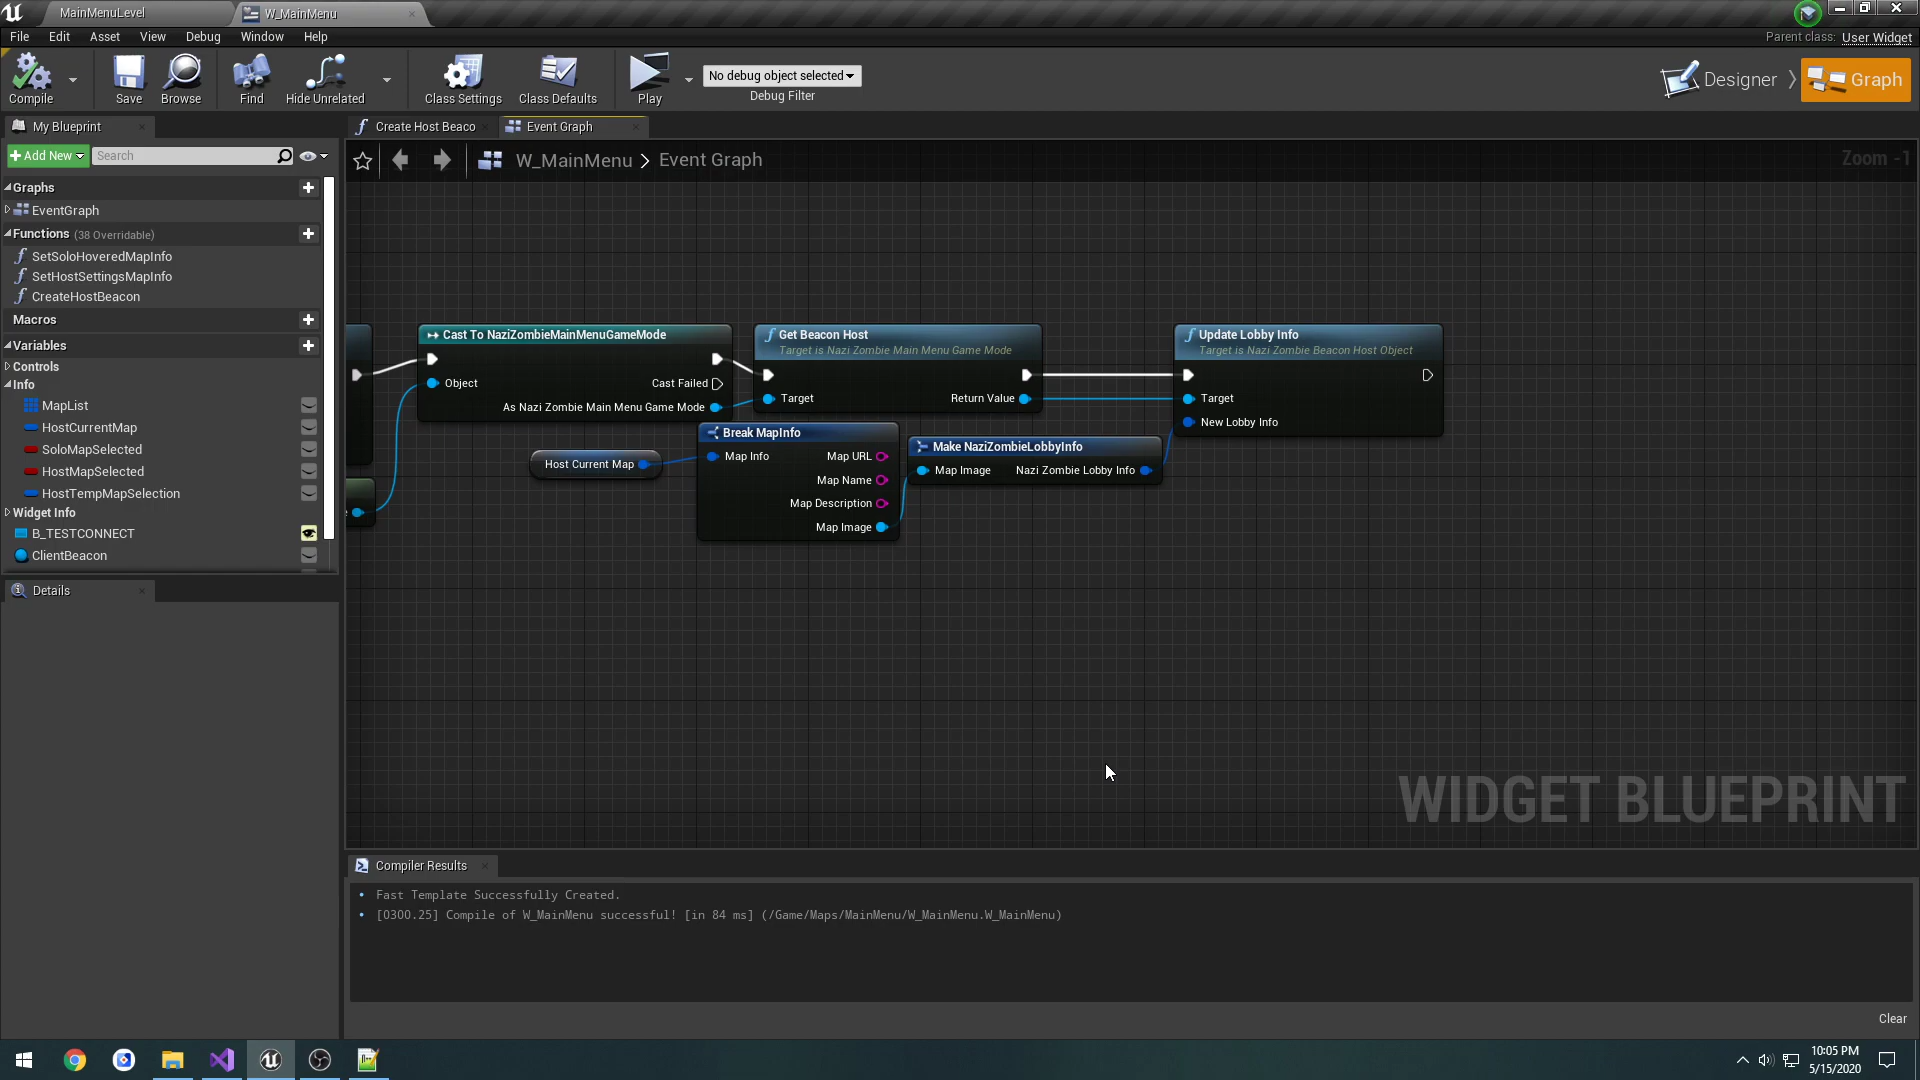 MainMenuLevel
W_MainMenu
File Edit Asset View Debug Window Help
Parent class: User Widget
Compile
Save
Browse
Find
Hide Unrelated
Class Settings
Class Defaults
Play
No debug object selected
Debug Filter
Designer
Graph
My Blueprint
Create Host Beaco
Event Graph
Add New
Search
W_MainMenu > Event Graph
Zoom -1
Graphs
EventGraph
Functions (38 Overridable)
SetSoloHoveredMapInfo
SetHostSettingsMapInfo
CreateHostBeacon
Macros
Variables
Controls
Info
MapList
HostCurrentMap
SoloMapSelected
HostMapSelected
HostTempMapSelection
Widget Info
B_TESTCONNECT
ClientBeacon
Details
Cast To NaziZombieMainMenuGameMode
Object
Cast Failed
As Nazi Zombie Main Menu Game Mode
Get Beacon Host
Target is Nazi Zombie Main Menu Game Mode
Target
Return Value
Update Lobby Info
Target is Nazi Zombie Beacon Host Object
Target
New Lobby Info
Host Current Map
Break MapInfo
Map Info
Map URL
Map Name
Map Description
Map Image
Make NaziZombieLobbyInfo
Map Image
Nazi Zombie Lobby Info
WIDGET BLUEPRINT
Compiler Results
Fast Template Successfully Created.
[0300.25] Compile of W_MainMenu successful! [in 84 ms] (/Game/Maps/MainMenu/W_MainMenu.W_MainMenu)
Clear
10:05 PM
5/15/2020